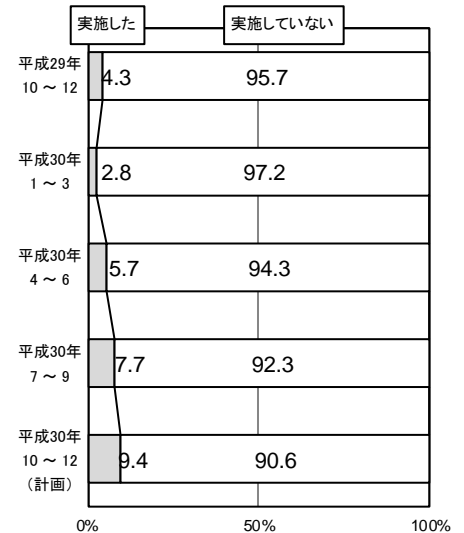 実施した 実施していない
平成29年
10 ～ 12
4.3 95.7
平成30年
1 ～ 3
2.8 97.2
平成30年
4 ～ 6
5.7 94.3
平成30年
7 ～ 9
7.7 92.3
平成30年
10 ～ 12
（計画）
9.4 90.6
0% 50% 100%